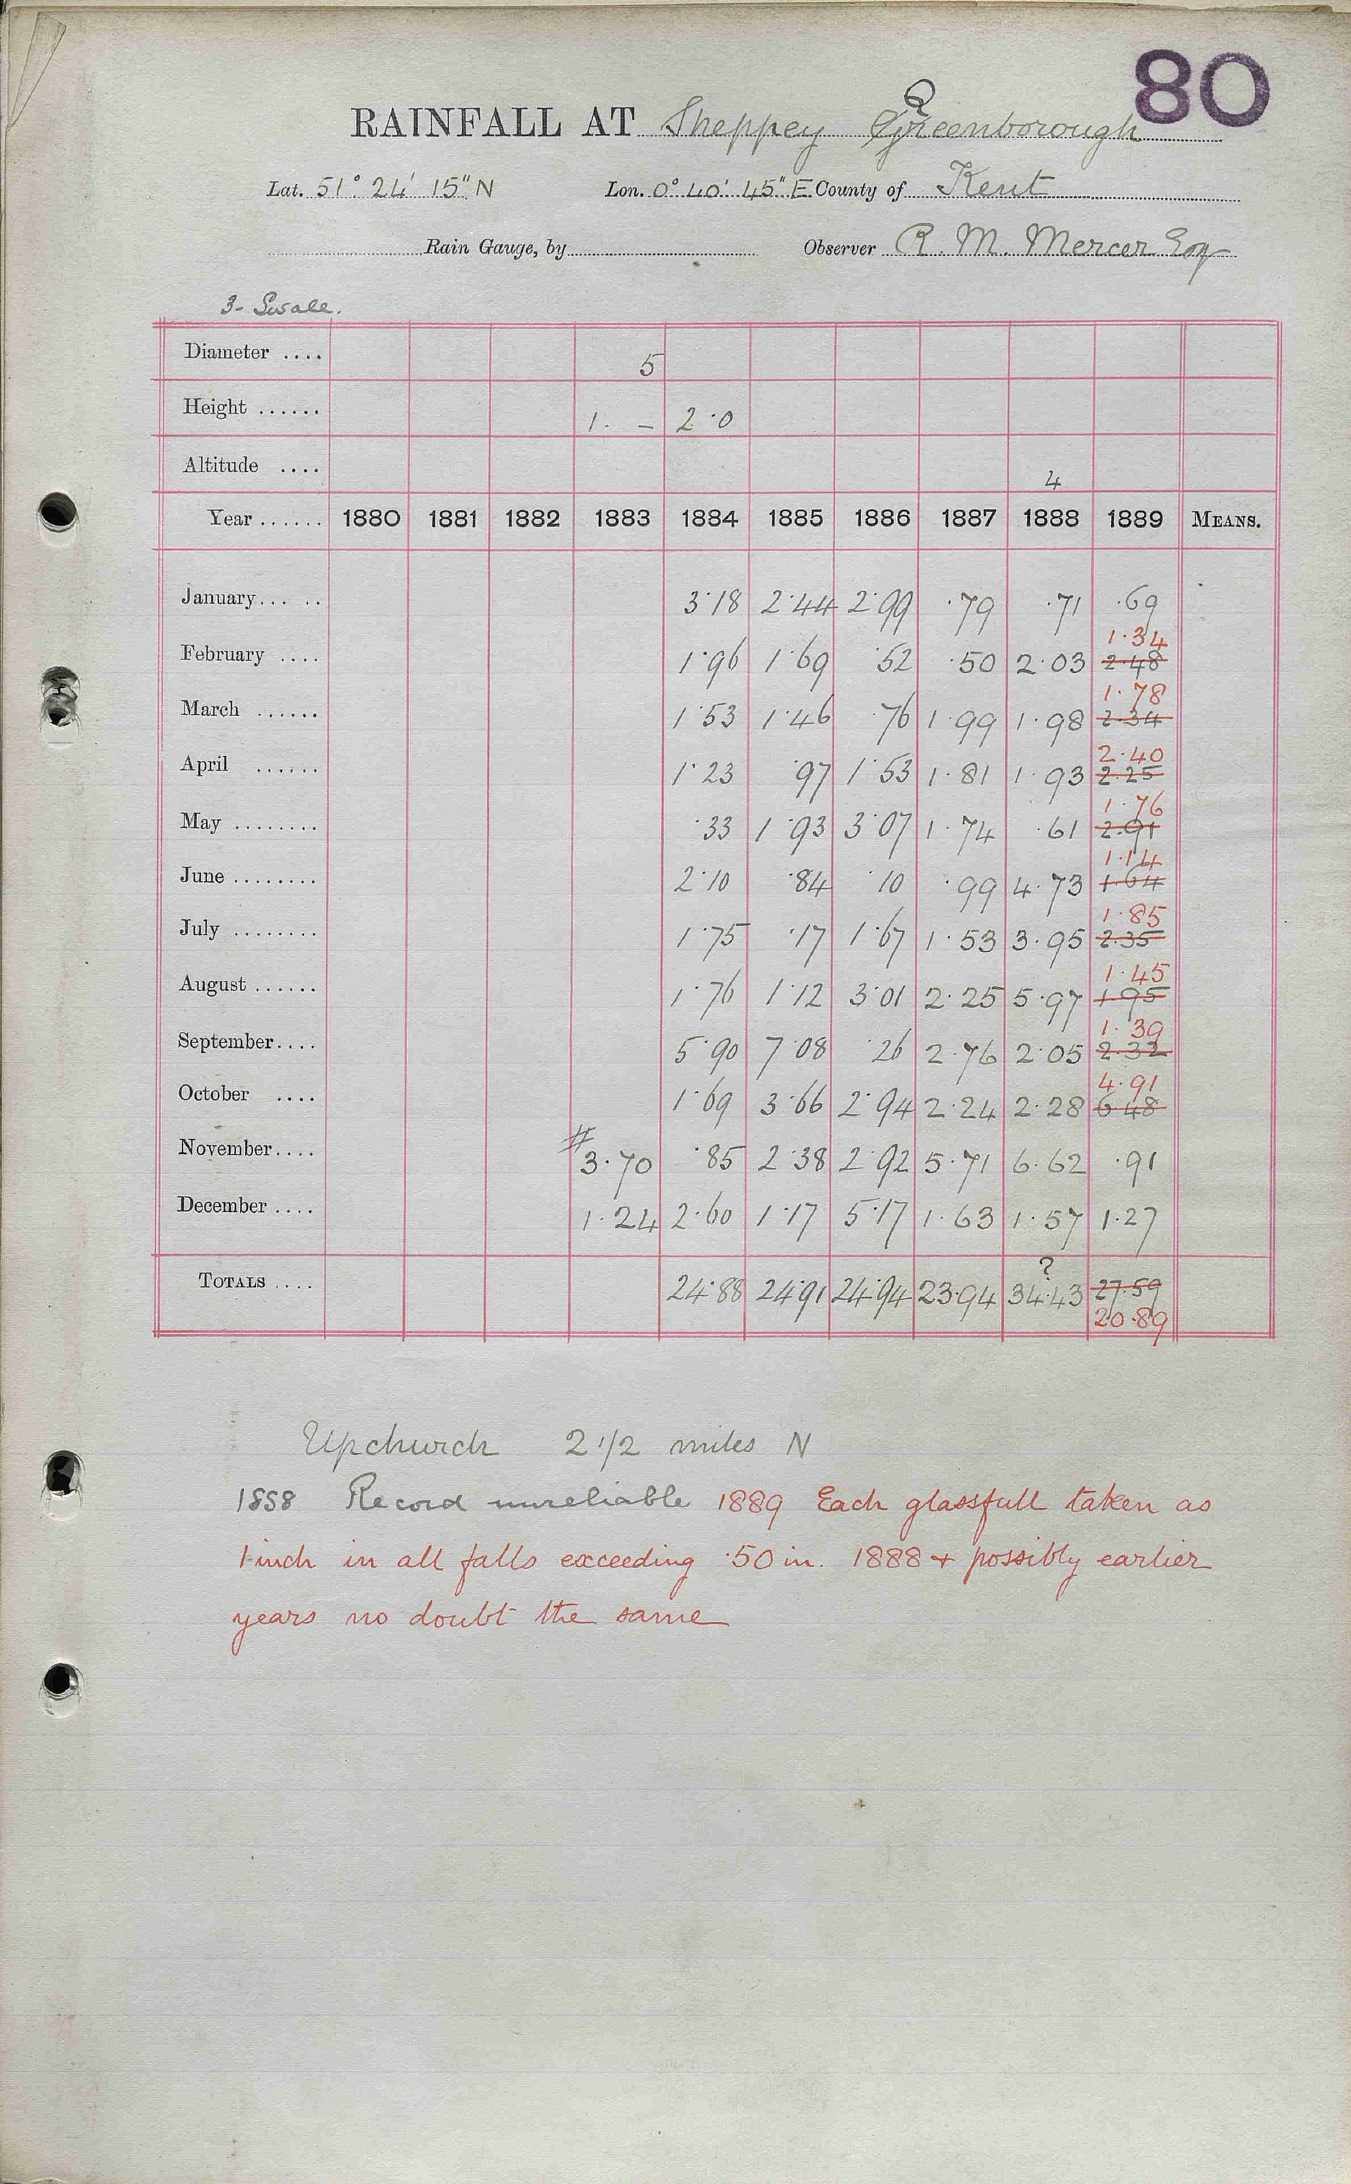 80
RAINFALL AT Sheppey Greenborough
Q
Lat. 51° 24' 15" N Lon. 0° 40' 45" E County of Kent
Rain Gauge, by Observer R. M. Mercer Esq
3- Swale.
Diameter .... 5
Height ...... 1. - 2·0
Altitude .... 4
Year ...... 1880 1881 1882 1883 1884 1885 1886 1887 1888 1889 MEANS.
January... .. 3·18 2·44 2·99 ·79 ·71 ·69
1·34
February .... 1·96 1·69 ·52 ·50 2·03 2·48
1·78
March ...... 1·53 1·46 ·76 1·99 1·98 2·34
2·40
April ...... 1·23 ·97 1·53 1·81 1·93 2·25
1·76
May ........ ·33 1·93 3·07 1·74 ·61 2·91
1·14
June ........ 2·10 ·84 ·10 ·99 4·73 1·64
1·85
July ........ 1·75 ·17 1·67 1·53 3·95 2·35
1·45
August ...... 1·76 1·12 3·01 2·25 5·97 1·95
1·39
September.... 5·90 7·08 ·26 2·76 2·05 2·32
4·91
October .... 1·69 3·66 2·94 2·24 2·28 6·48
#
November.... 3·70 ·85 2·38 2·92 5·71 6·62 ·91
December .... 1·24 2·60 1·17 5·17 1·63 1·57 1·27
?
TOTALS .... 24·88 24·91 24·94 23·94 34·43 27·59
20·89
Upchurch 2 1/2 miles N
1888 Record unreliable 1889 Each glassfull taken as
1 inch in all falls exceeding ·50 in. 1888 + possibly earlier
years no doubt the same